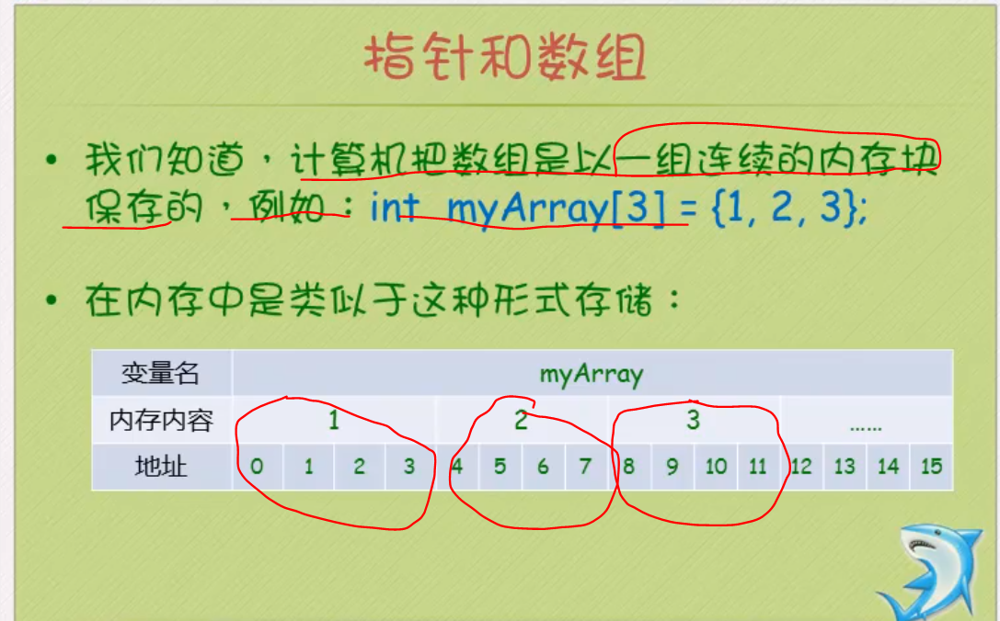 指针和数组
• 我们知道，计算机把数组是以一组连续的内存块
保存的，例如：int myArray[3] = {1, 2, 3};
• 在内存中是类似于这种形式存储：
变量名 myArray
内存内容 1 2 3 ......
地址 0 1 2 3 4 5 6 7 8 9 10 11 12 13 14 15